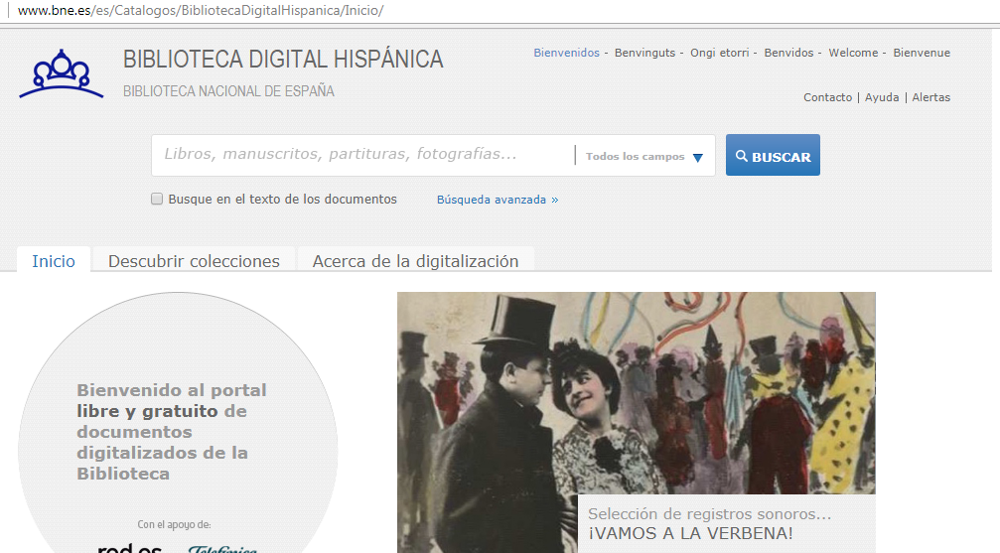 www.bne.es/es/Catalogos/BibliotecaDigitalHispanica/Inicio/
BIBLIOTECA DIGITAL HISPÁNICA
BIBLIOTECA NACIONAL DE ESPAÑA
Bienvenidos - Benvinguts - Ongi etorri - Benvidos - Welcome - Bienvenue
Contacto | Ayuda | Alertas
Libros, manuscritos, partituras, fotografías...
Todos los campos
BUSCAR
Busque en el texto de los documentos
Búsqueda avanzada »
Inicio
Descubrir colecciones
Acerca de la digitalización
Bienvenido al portal
libre y gratuito de
documentos
digitalizados de la
Biblioteca
Con el apoyo de:
red.es
Telefónica
Selección de registros sonoros...
¡VAMOS A LA VERBENA!